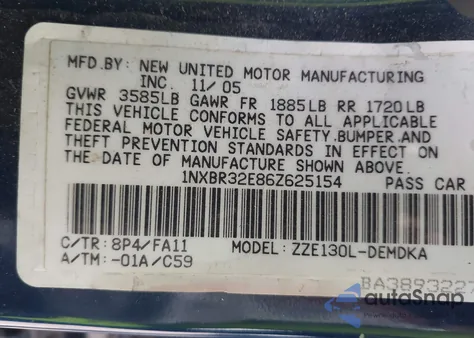 MFD.BY: NEW UNITED MOTOR MANUFACTURING
INC. 11/05
GVWR 3585LB GAWR FR 1885LB RR 1720LB
THIS VEHICLE CONFORMS TO ALL APPLICABLE
FEDERAL MOTOR VEHICLE SAFETY,BUMPER,AND
THEFT PREVENTION STANDARDS IN EFFECT ON
THE DATE OF MANUFACTURE SHOWN ABOVE.
1NXBR32E86Z625154 PASS CAR
C/TR: 8P4/FA11 MODEL: ZZE130L-DEMDKA
A/TM: -01A/C59
BA3893227
autoSnap